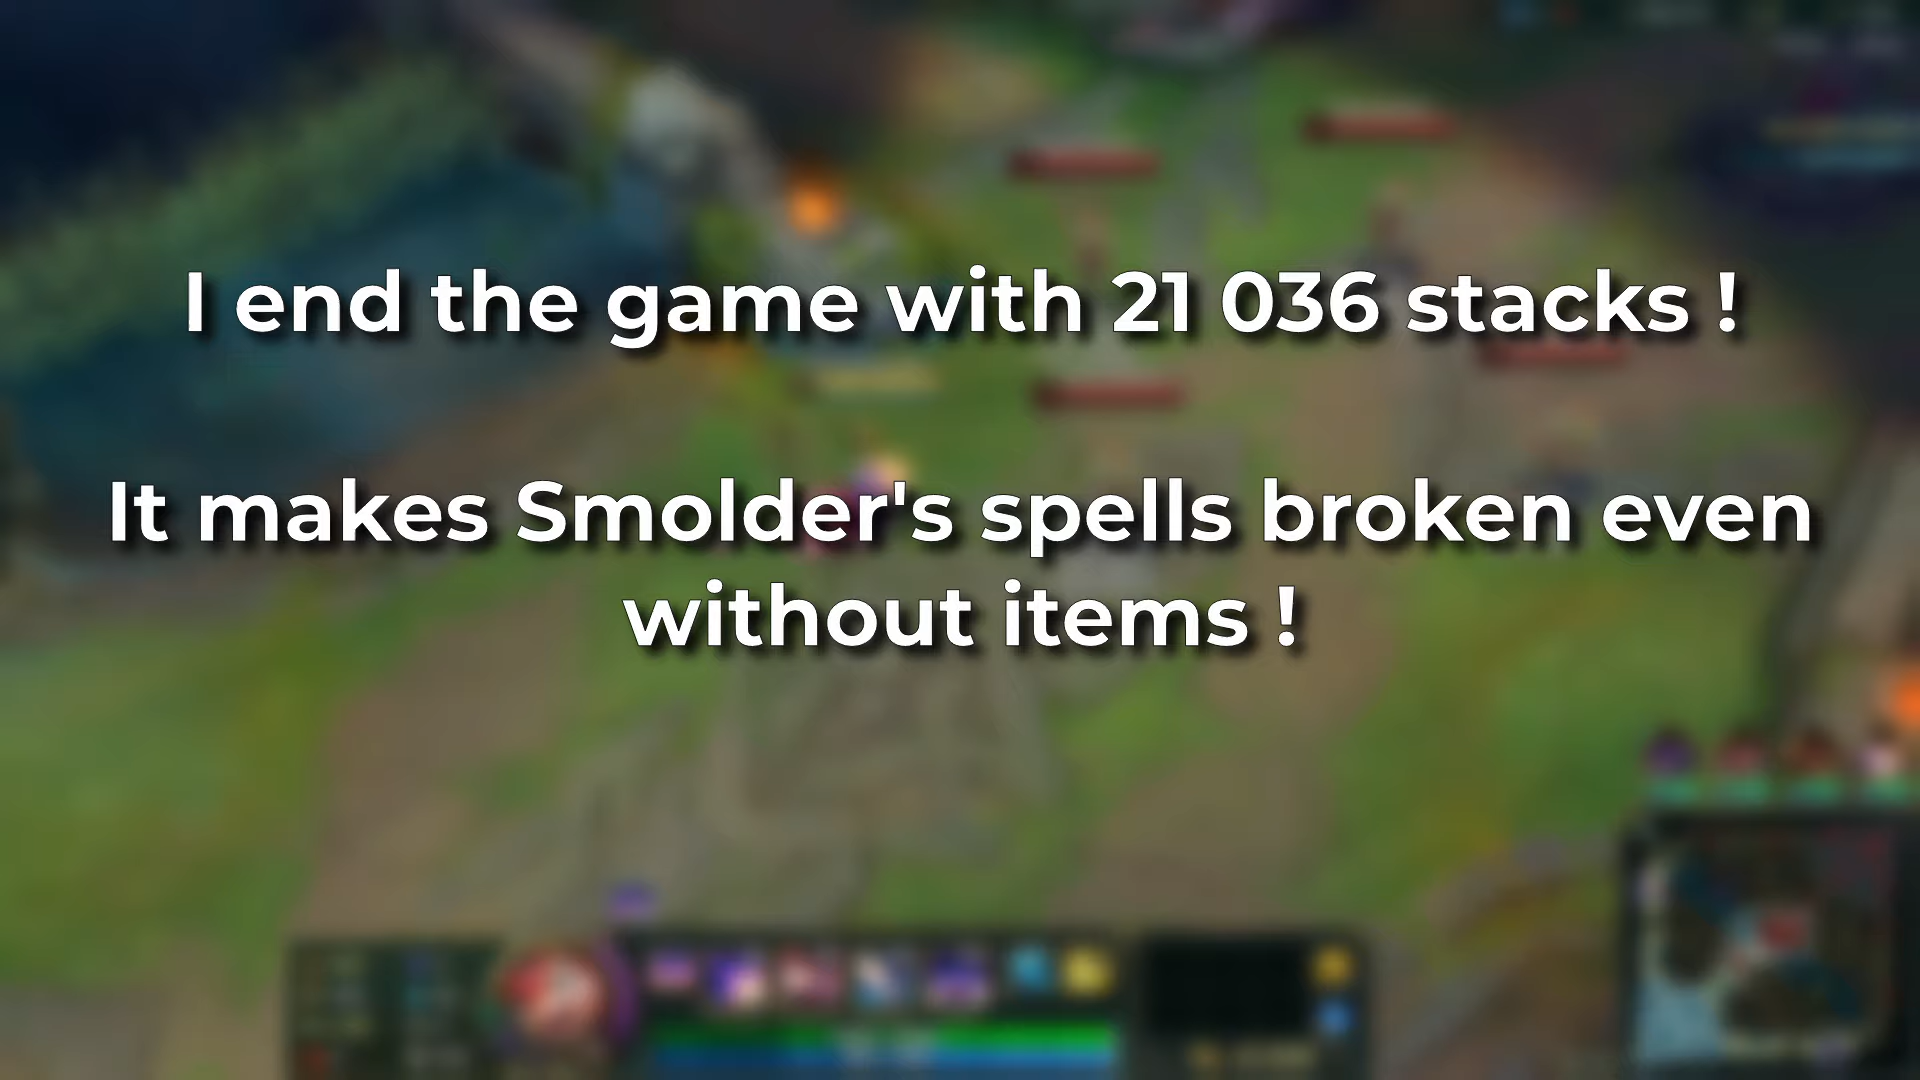 I end the game with 21 036 stacks !
It makes Smolder's spells broken even
without items !